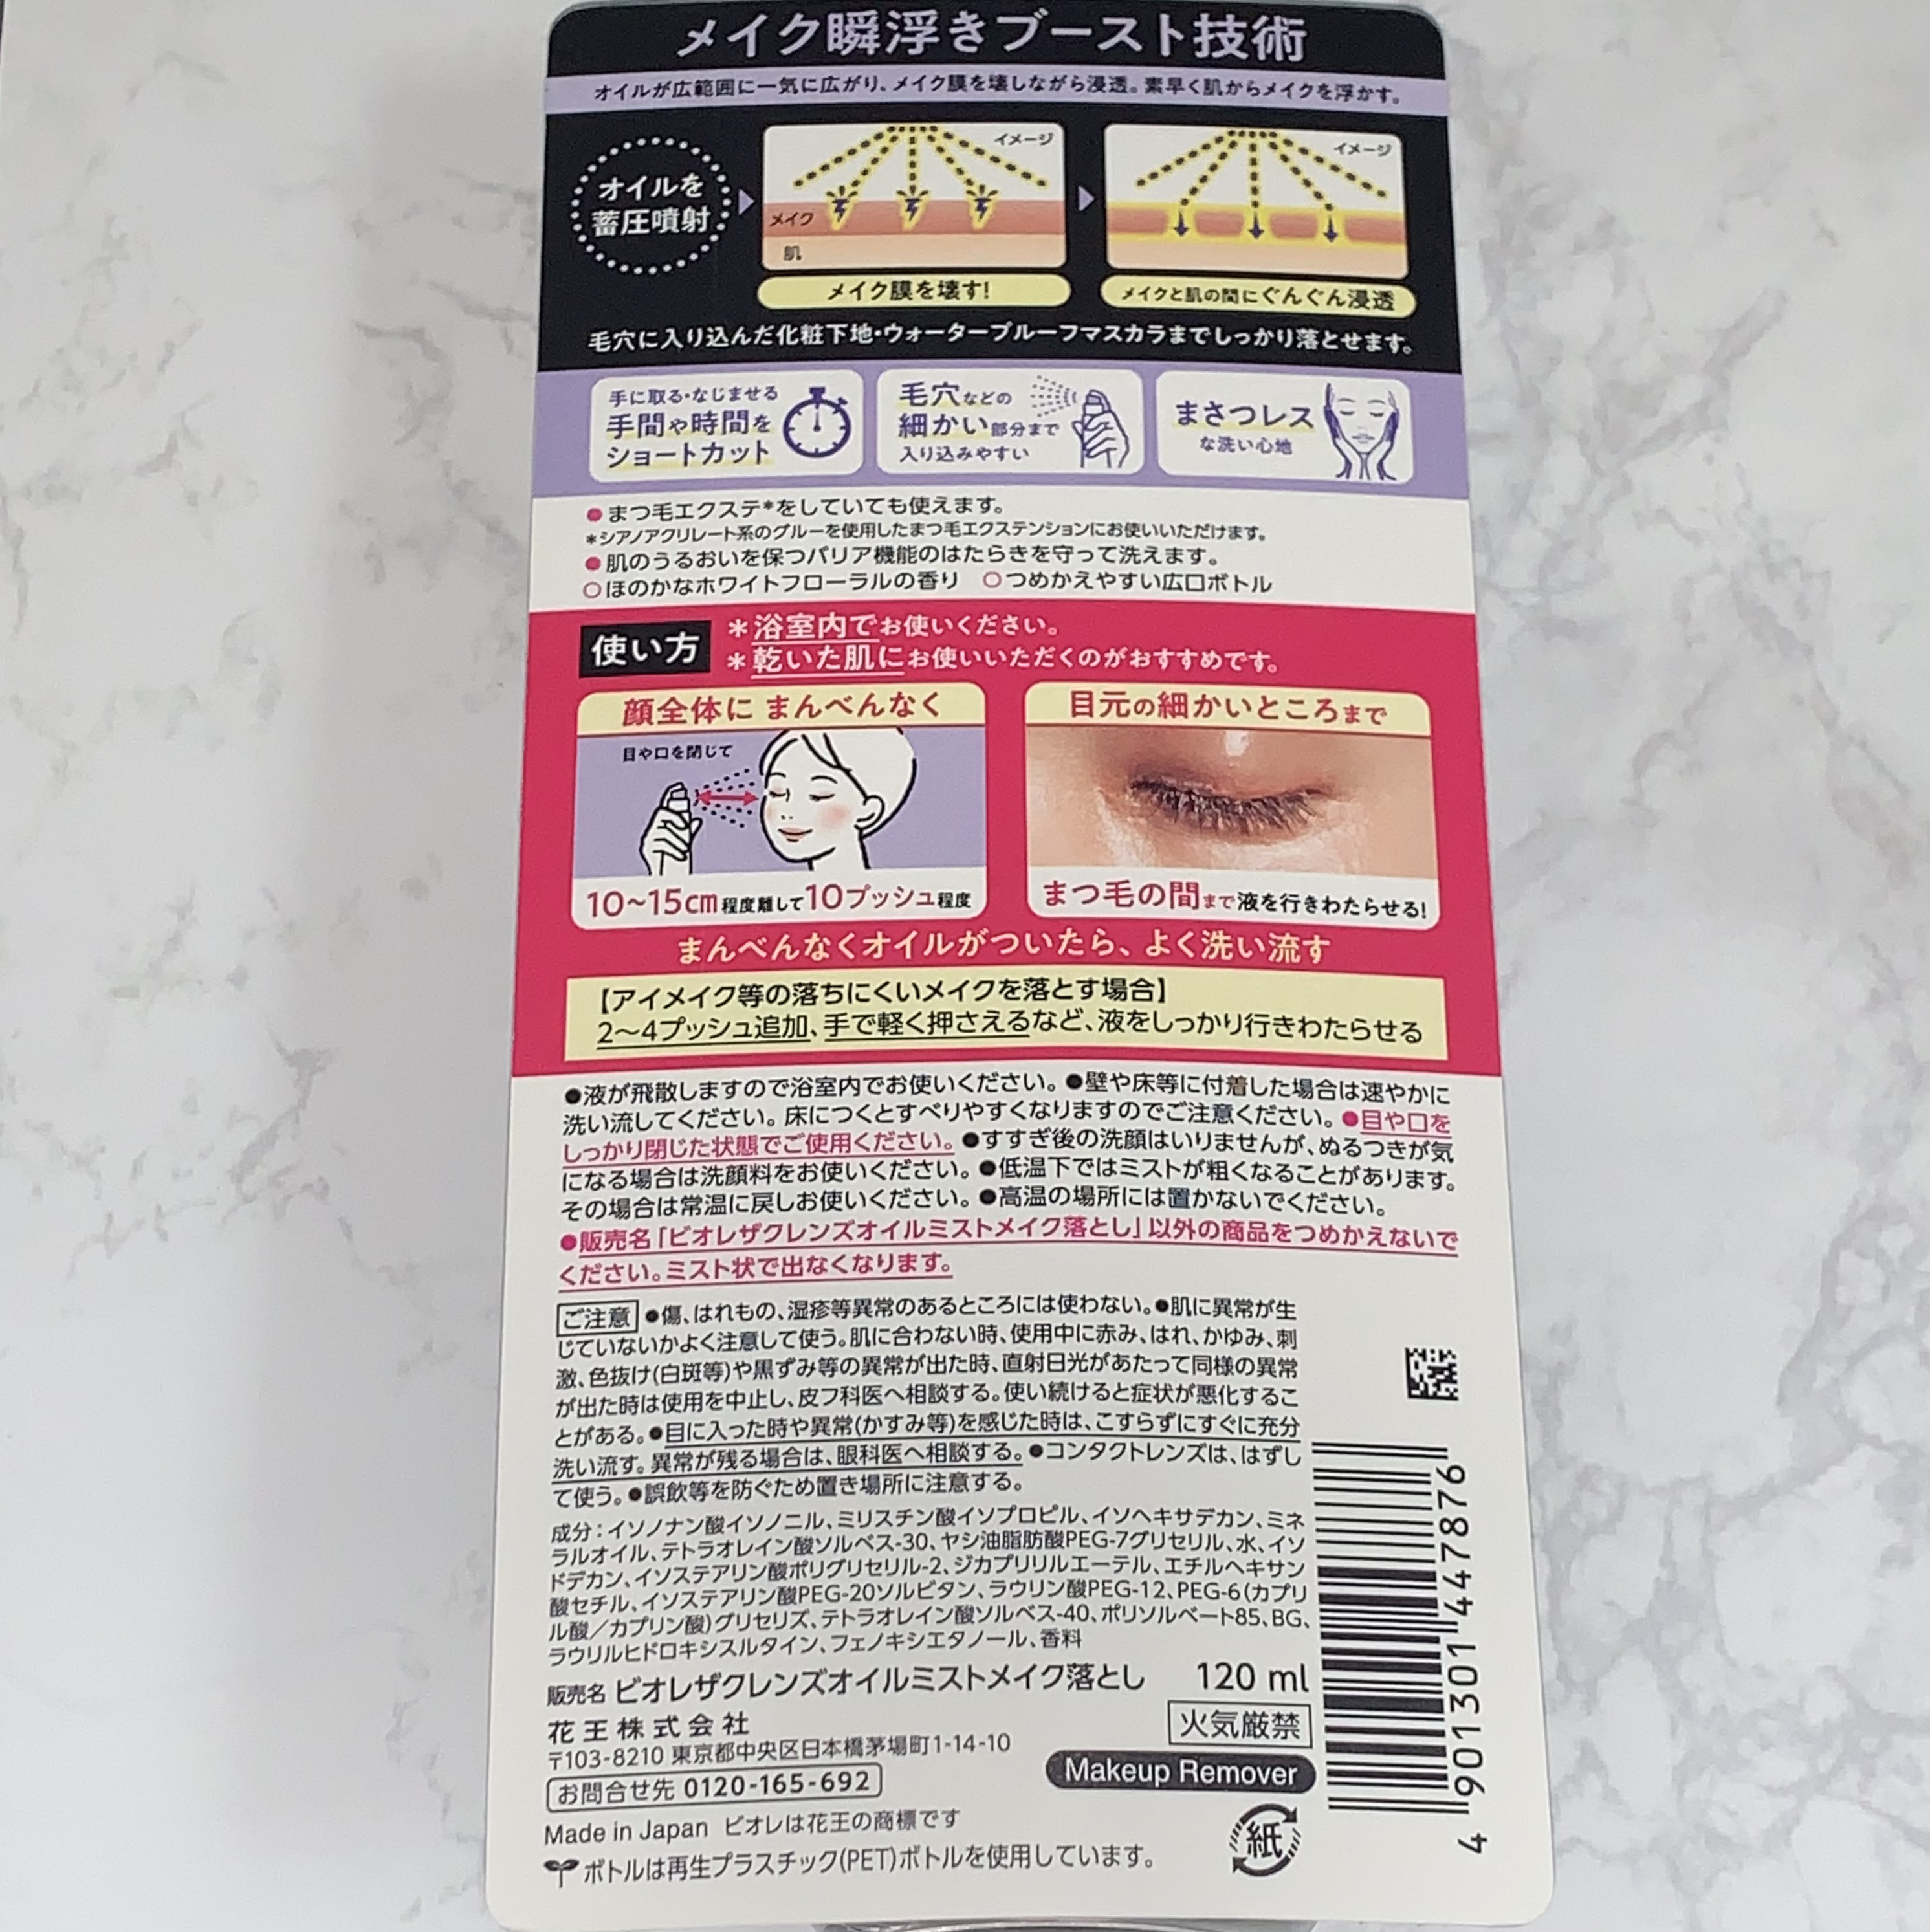 メイク瞬浮きブースト技術
オイルが広範囲に一気に広がり、メイク膜を壊しながら浸透。素早く肌からメイクを浮かす。
オイルを
蓄圧噴射
イメージ
メイク
肌
メイク膜を壊す!
イメージ
メイクと肌の間にぐんぐん浸透
毛穴に入り込んだ化粧下地・ウォータープルーフマスカラまでしっかり落とせます。
手に取る・なじませる
手間や時間を
ショートカット
毛穴などの
細かい部分まで
入り込みやすい
まさつレス
な洗い心地
●まつ毛エクステ*をしていても使えます。
*シアノアクリレート系のグルーを使用したまつ毛エクステンションにお使いいただけます。
●肌のうるおいを保つバリア機能のはたらきを守って洗えます。
○ほのかなホワイトフローラルの香り ○つめかえやすい広口ボトル
使い方
*浴室内でお使いください。
*乾いた肌にお使いいただくのがおすすめです。
顔全体に まんべんなく
目や口を閉じて
10~15cm程度離して10プッシュ程度
目元の細かいところまで
まつ毛の間まで液を行きわたらせる!
まんべんなくオイルがついたら、よく洗い流す
【アイメイク等の落ちにくいメイクを落とす場合】
2～4プッシュ追加、手で軽く押さえるなど、液をしっかり行きわたらせる
●液が飛散しますので浴室内でお使いください。●壁や床等に付着した場合は速やかに
洗い流してください。床につくとすべりやすくなりますのでご注意ください。●目や口を
しっかり閉じた状態でご使用ください。●すすぎ後の洗顔はいりませんが、ぬるつきが気
になる場合は洗顔料をお使いください。●低温下ではミストが粗くなることがあります。
その場合は常温に戻しお使いください。●高温の場所には置かないでください。
●販売名「ビオレザクレンズオイルミストメイク落とし」以外の商品をつめかえないで
ください。ミスト状で出なくなります。
ご注意 ●傷、はれもの、湿疹等異常のあるところには使わない。●肌に異常が生
じていないかよく注意して使う。肌に合わない時、使用中に赤み、はれ、かゆみ、刺
激、色抜け(白斑等)や黒ずみ等の異常が出た時、直射日光があたって同様の異常
が出た時は使用を中止し、皮フ科医へ相談する。使い続けると症状が悪化するこ
とがある。●目に入った時や異常(かすみ等)を感じた時は、こすらずにすぐに充分
洗い流す。異常が残る場合は、眼科医へ相談する。●コンタクトレンズは、はずし
て使う。●誤飲等を防ぐため置き場所に注意する。
成分：イソノナン酸イソノニル、ミリスチン酸イソプロピル、イソヘキサデカン、ミネ
ラルオイル、テトラオレイン酸ソルベス-30、ヤシ油脂肪酸PEG-7グリセリル、水、イソ
ドデカン、イソステアリン酸ポリグリセリル-2、ジカプリリルエーテル、エチルヘキサン
酸セチル、イソステアリン酸PEG-20ソルビタン、ラウリン酸PEG-12、PEG-6(カプリ
ル酸／カプリン酸)グリセリズ、テトラオレイン酸ソルベス-40、ポリソルベート85、BG、
ラウリルヒドロキシスルタイン、フェノキシエタノール、香料
販売名 ビオレザクレンズオイルミストメイク落とし 120 ml
花王株式会社
〒103-8210 東京都中央区日本橋茅場町1-14-10
火気厳禁
お問合せ先 0120-165-692
Makeup Remover
Made in Japan ビオレは花王の商標です
ボトルは再生プラスチック(PET)ボトルを使用しています。
紙
4 901301 447876